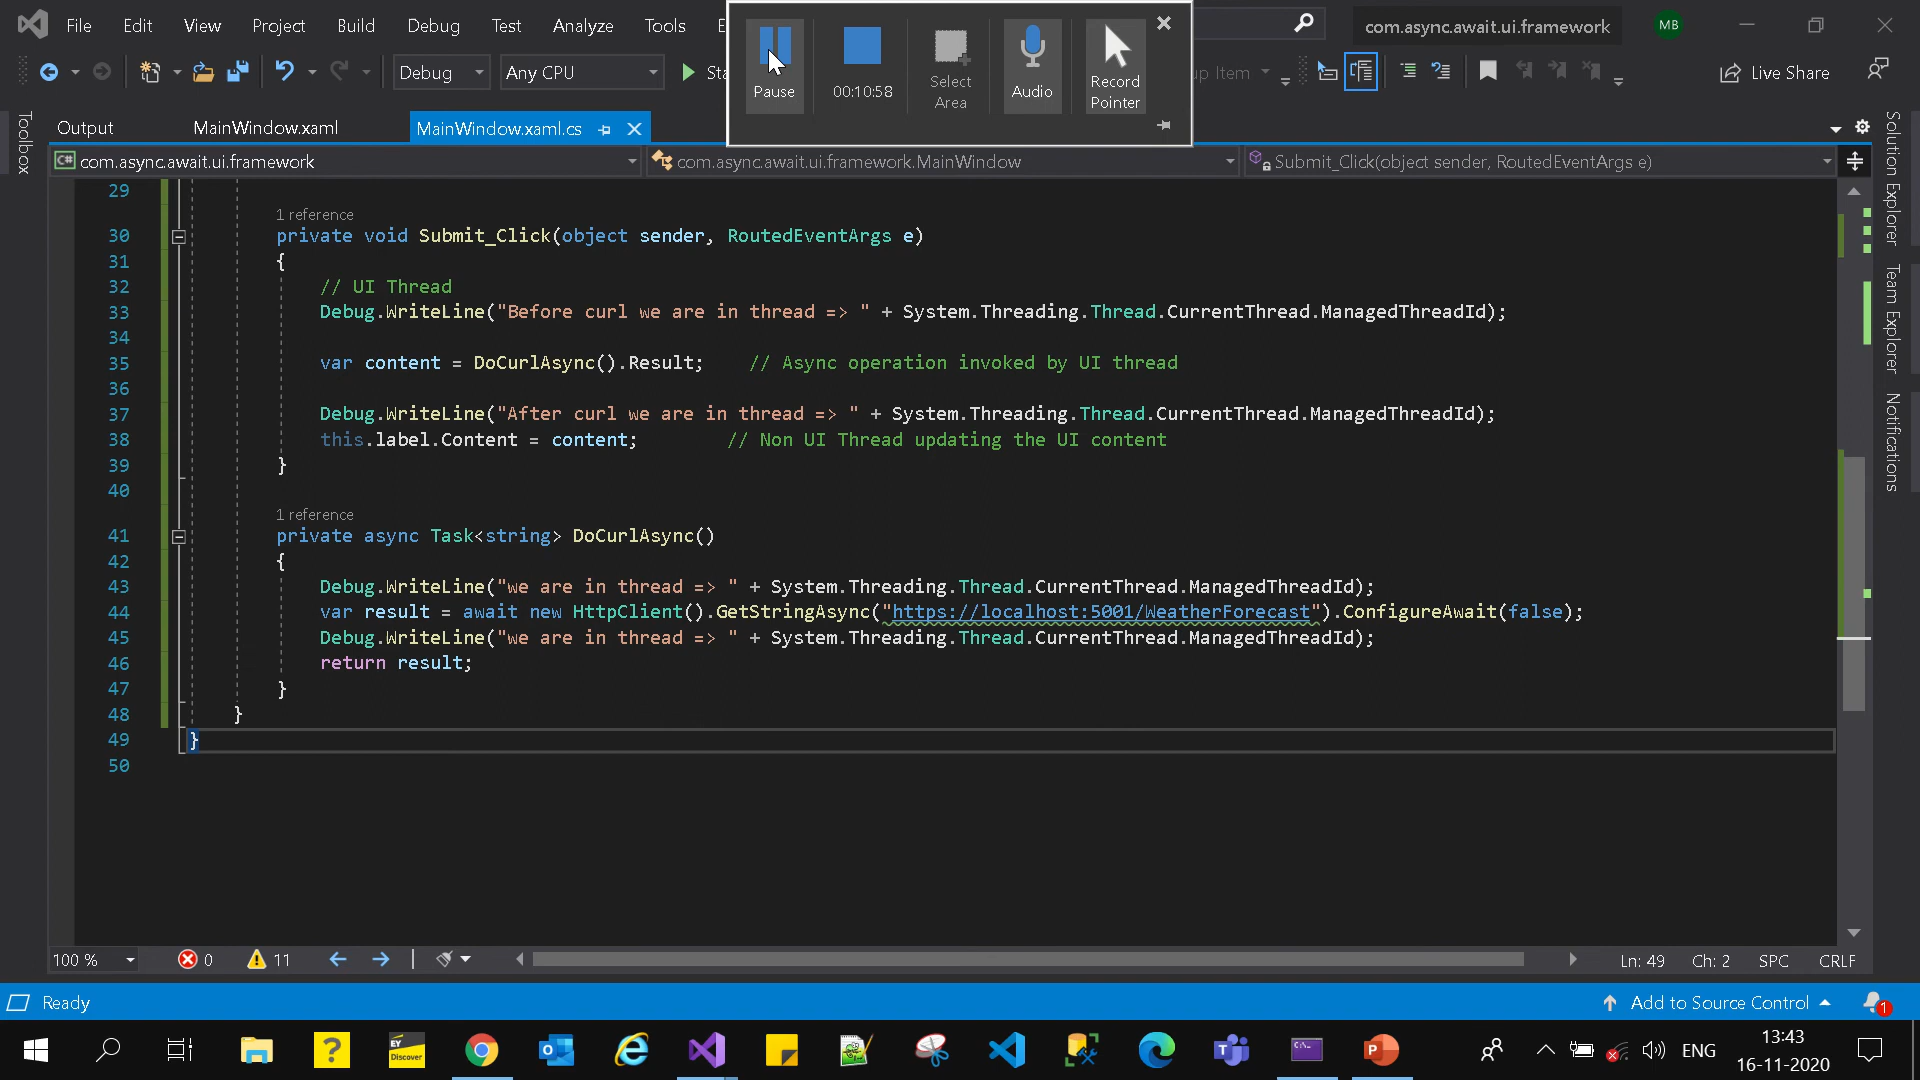 File Edit View Project Build Debug Test Analyze Tools
com.async.await.ui.framework MB
Debug Any CPU
Live Share
Pause 00:10:58 Select Area Audio Record Pointer
Toolbox
Output MainWindow.xaml MainWindow.xaml.cs
C# com.async.await.ui.framework com.async.await.ui.framework.MainWindow Submit_Click(object sender, RoutedEventArgs e)
29
1 reference
30 private void Submit_Click(object sender, RoutedEventArgs e)
31 {
32 // UI Thread
33 Debug.WriteLine("Before curl we are in thread => " + System.Threading.Thread.CurrentThread.ManagedThreadId);
34
35 var content = DoCurlAsync().Result; // Async operation invoked by UI thread
36
37 Debug.WriteLine("After curl we are in thread => " + System.Threading.Thread.CurrentThread.ManagedThreadId);
38 this.label.Content = content; // Non UI Thread updating the UI content
39 }
40
1 reference
41 private async Task<string> DoCurlAsync()
42 {
43 Debug.WriteLine("we are in thread => " + System.Threading.Thread.CurrentThread.ManagedThreadId);
44 var result = await new HttpClient().GetStringAsync("https://localhost:5001/WeatherForecast").ConfigureAwait(false);
45 Debug.WriteLine("we are in thread => " + System.Threading.Thread.CurrentThread.ManagedThreadId);
46 return result;
47 }
48 }
49 }
50
Solution Explorer
Team Explorer
Notifications
100 % 0 11 Ln: 49 Ch: 2 SPC CRLF
Ready Add to Source Control 1
EY Discover
ENG 13:43
16-11-2020